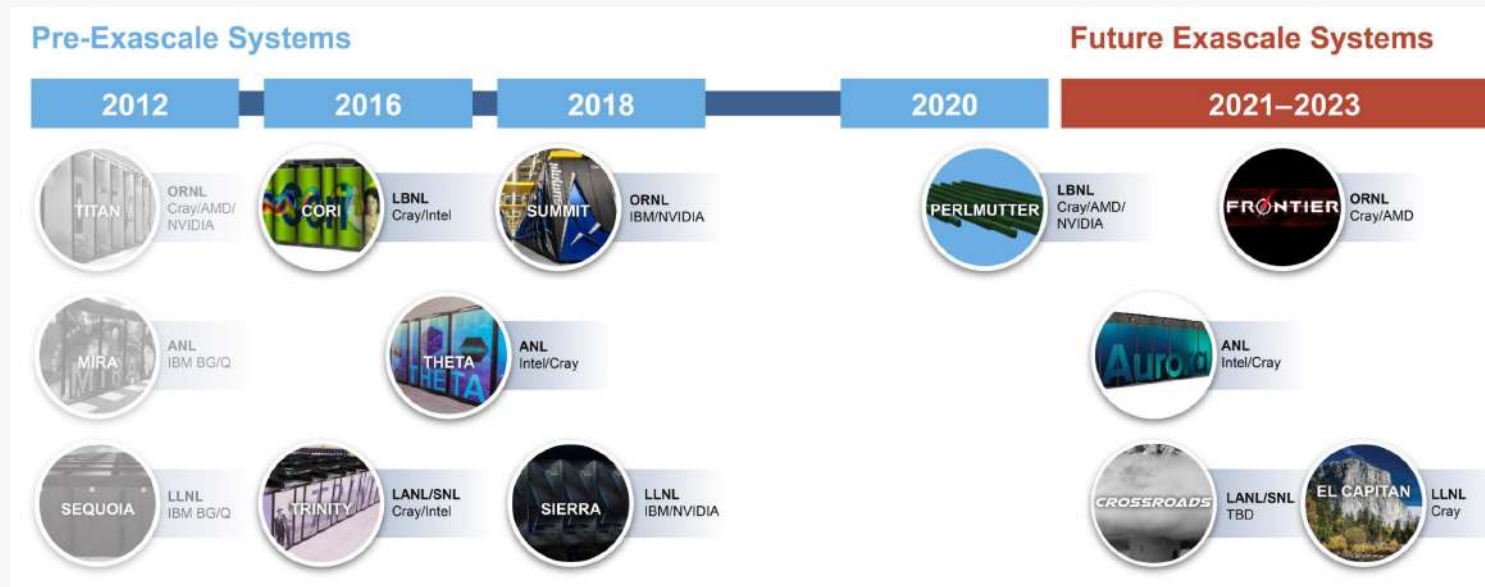 Pre-Exascale Systems
Future Exascale Systems
2012
2016
2018
2020
2021–2023
TITAN
ORNL
Cray/AMD/
NVIDIA
CORI
LBNL
Cray/Intel
SUMMIT
ORNL
IBM/NVIDIA
PERLMUTTER
LBNL
Cray/AMD/
NVIDIA
FRONTIER
ORNL
Cray/AMD
MIRA
MIRA
ANL
IBM BG/Q
THETA
THETA
ANL
Intel/Cray
Aurora
ANL
Intel/Cray
SEQUOIA
LLNL
IBM BG/Q
TRINITY
LANL/SNL
Cray/Intel
SIERRA
LLNL
IBM/NVIDIA
CROSSROADS
LANL/SNL
TBD
EL CAPITAN
LLNL
Cray